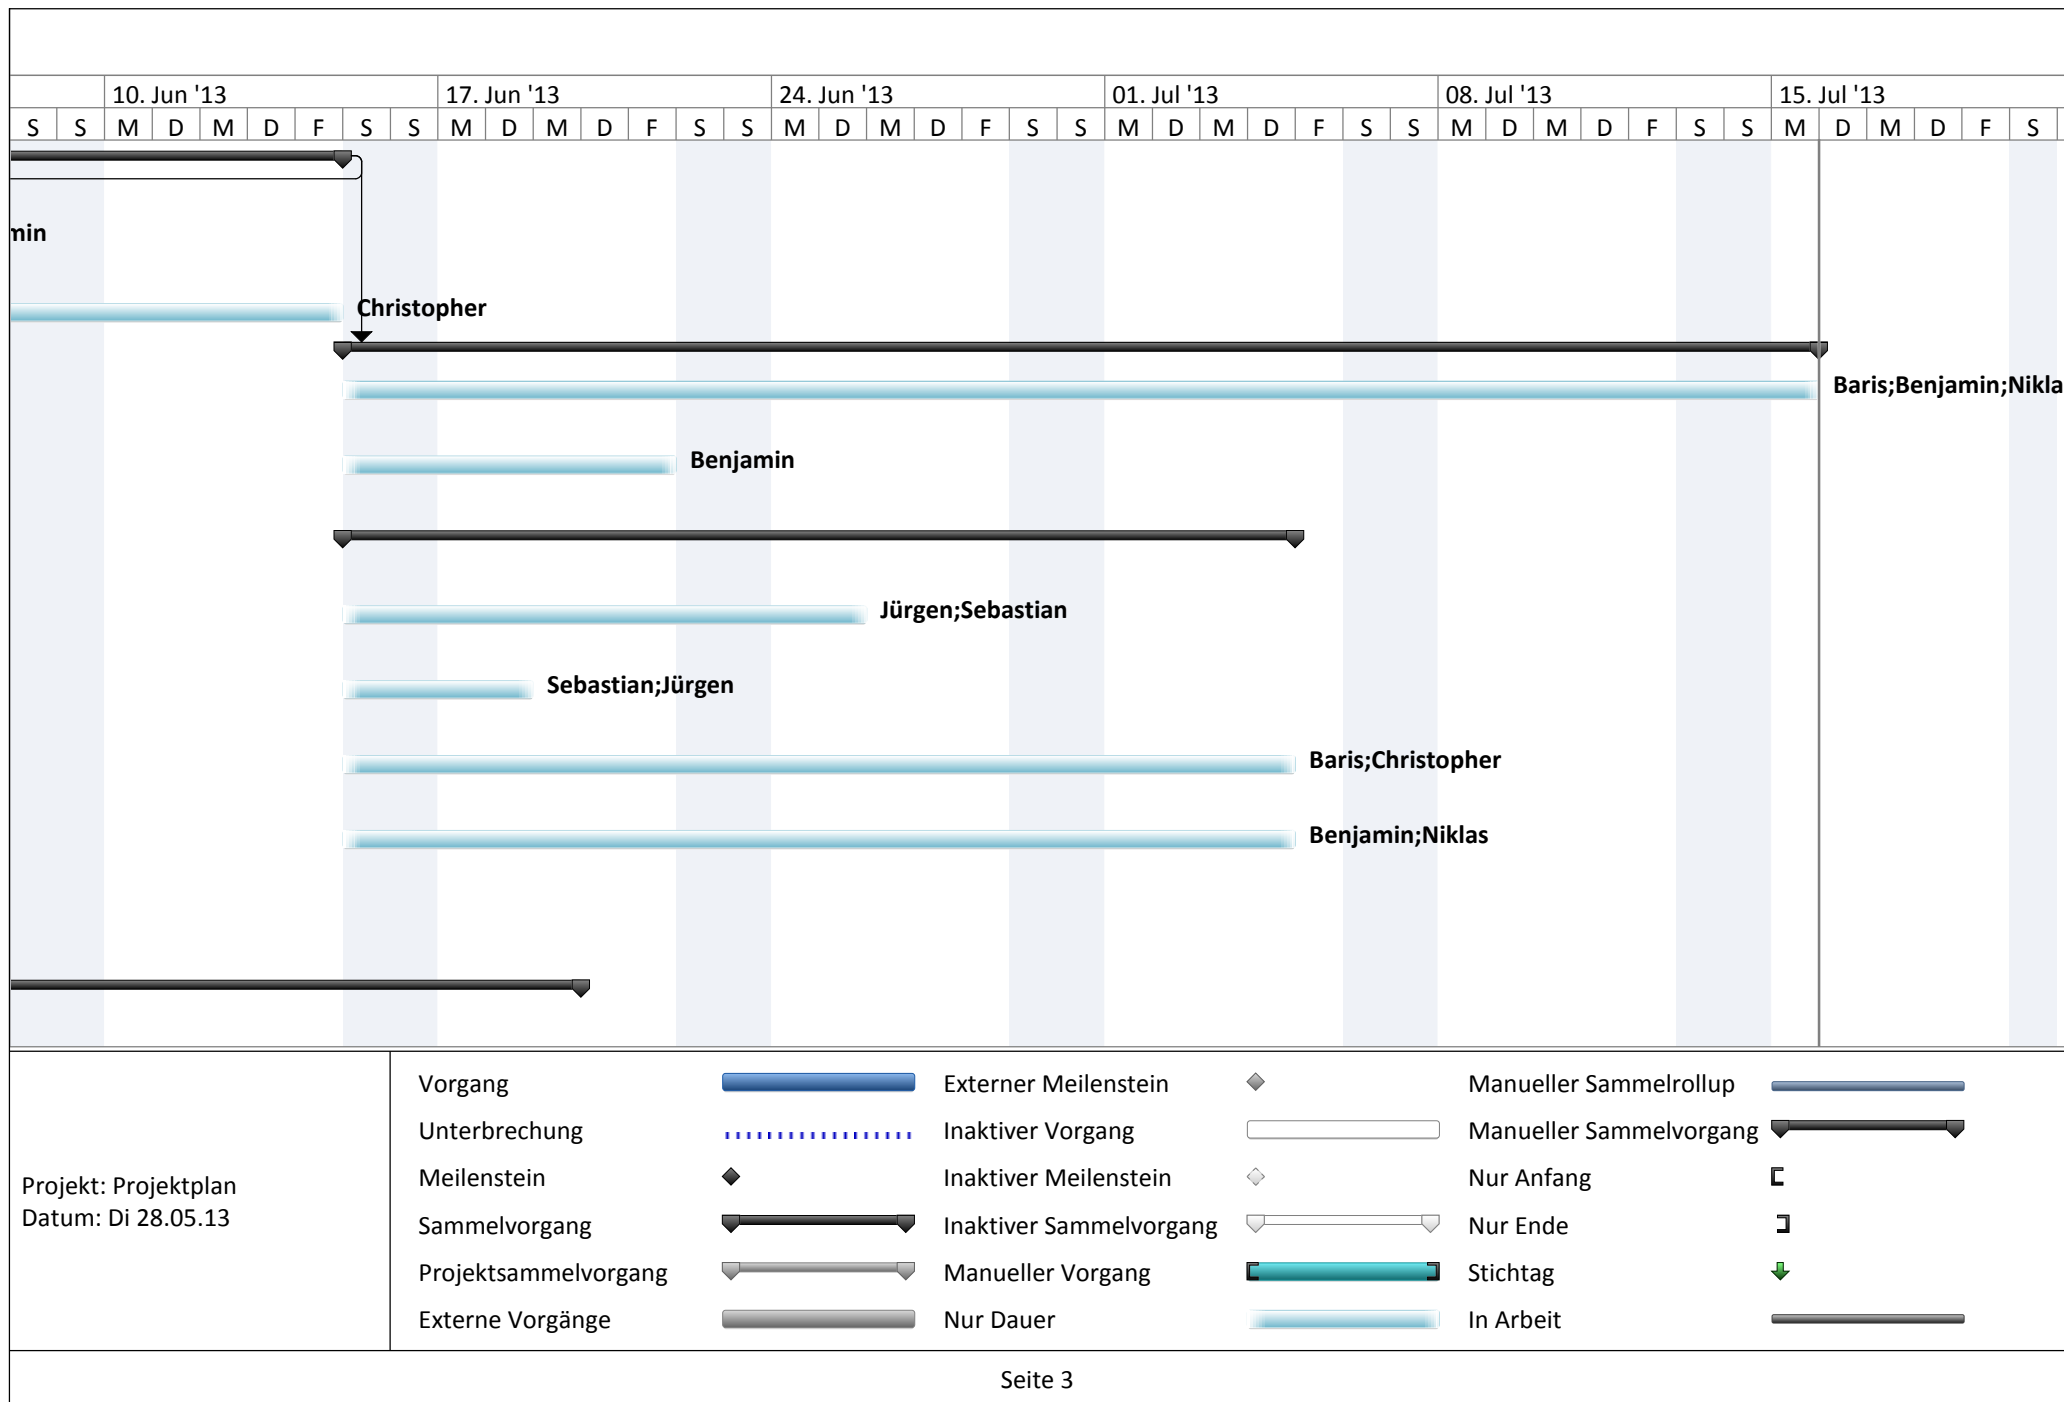 10. Jun '13 17. Jun '13 24. Jun '13 01. Jul '13 08. Jul '13 15. Jul '13
S S M D M D F S S M D M D F S S M D M D F S S M D M D F S S M D M D F S S M D M D F S
min
Christopher
Baris;Benjamin;Nikla
Benjamin
Jürgen;Sebastian
Sebastian;Jürgen
Baris;Christopher
Benjamin;Niklas
Projekt: Projektplan
Datum: Di 28.05.13
Vorgang
Unterbrechung
Meilenstein
Sammelvorgang
Projektsammelvorgang
Externe Vorgänge
Externer Meilenstein
Inaktiver Vorgang
Inaktiver Meilenstein
Inaktiver Sammelvorgang
Manueller Vorgang
Nur Dauer
Manueller Sammelrollup
Manueller Sammelvorgang
Nur Anfang
Nur Ende
Stichtag
In Arbeit
Seite 3